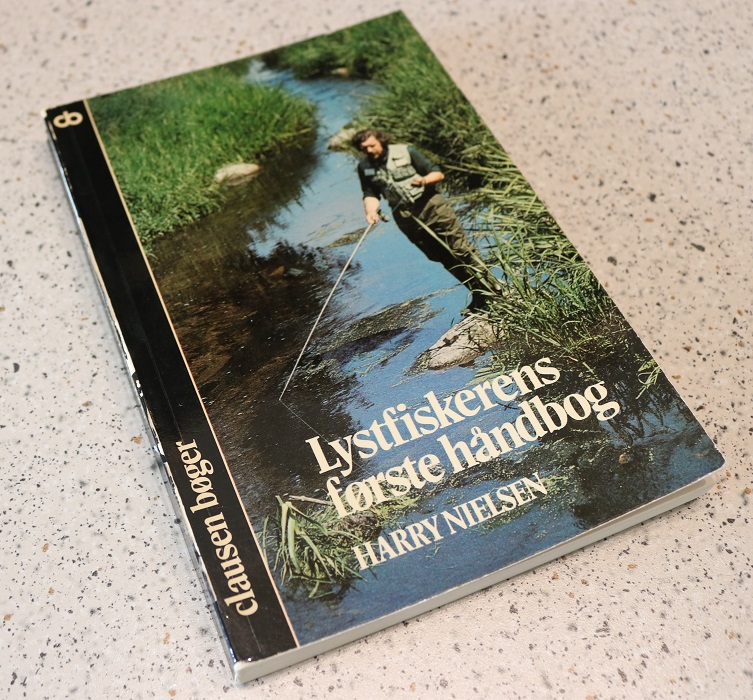 Lystfiskerens
første håndbog
HARRY NIELSEN
clausen bøger